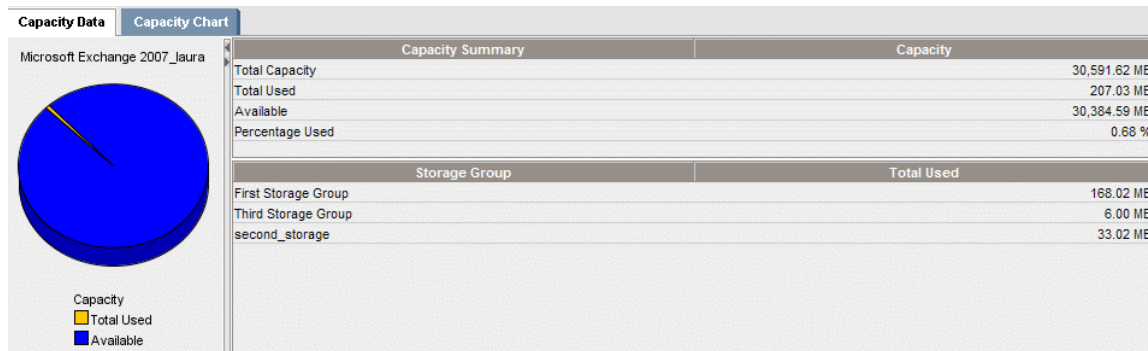 Capacity Data Capacity Chart
Microsoft Exchange 2007_laura
Capacity
Total Used
Available
Capacity Summary Capacity
Total Capacity 30,591.62 MB
Total Used 207.03 MB
Available 30,384.59 MB
Percentage Used 0.68 %
Storage Group Total Used
First Storage Group 168.02 MB
Third Storage Group 6.00 MB
second_storage 33.02 MB